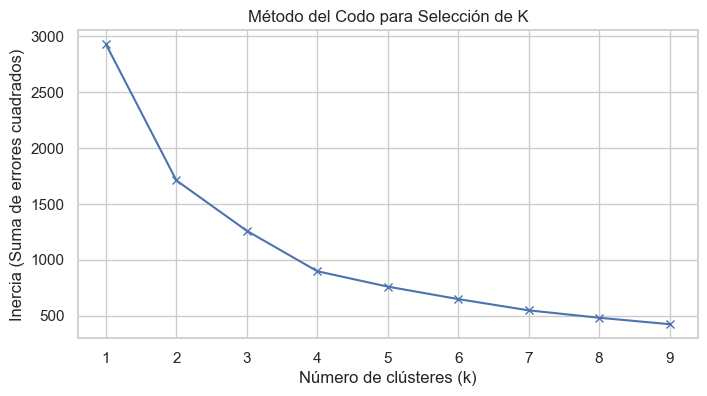 Método del Codo para Selección de K
Inercia (Suma de errores cuadrados)
3000
2500
2000
1500
1000
500
1 2 3 4 5 6 7 8 9
Número de clústeres (k)